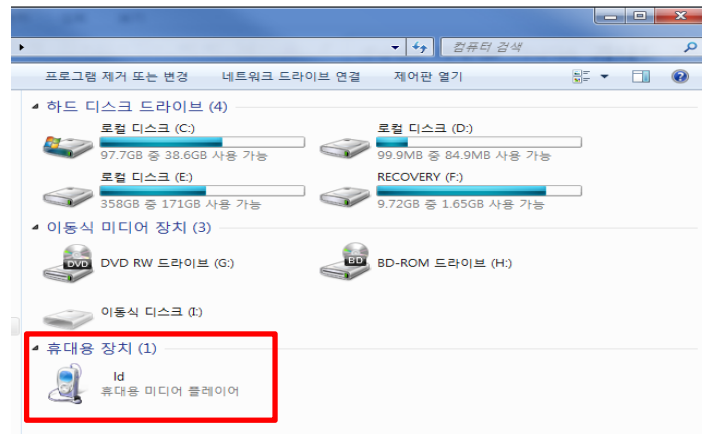 컴퓨터 검색
프로그램 제거 또는 변경 네트워크 드라이브 연결 제어판 열기
하드 디스크 드라이브 (4)
로컬 디스크 (C:)
97.7GB 중 38.6GB 사용 가능
로컬 디스크 (D:)
99.9MB 중 84.9MB 사용 가능
로컬 디스크 (E:)
358GB 중 171GB 사용 가능
RECOVERY (F:)
9.72GB 중 1.65GB 사용 가능
이동식 미디어 장치 (3)
DVD
DVD RW 드라이브 (G:)
BD
BD-ROM 드라이브 (H:)
이동식 디스크 (I:)
휴대용 장치 (1)
Id
휴대용 미디어 플레이어